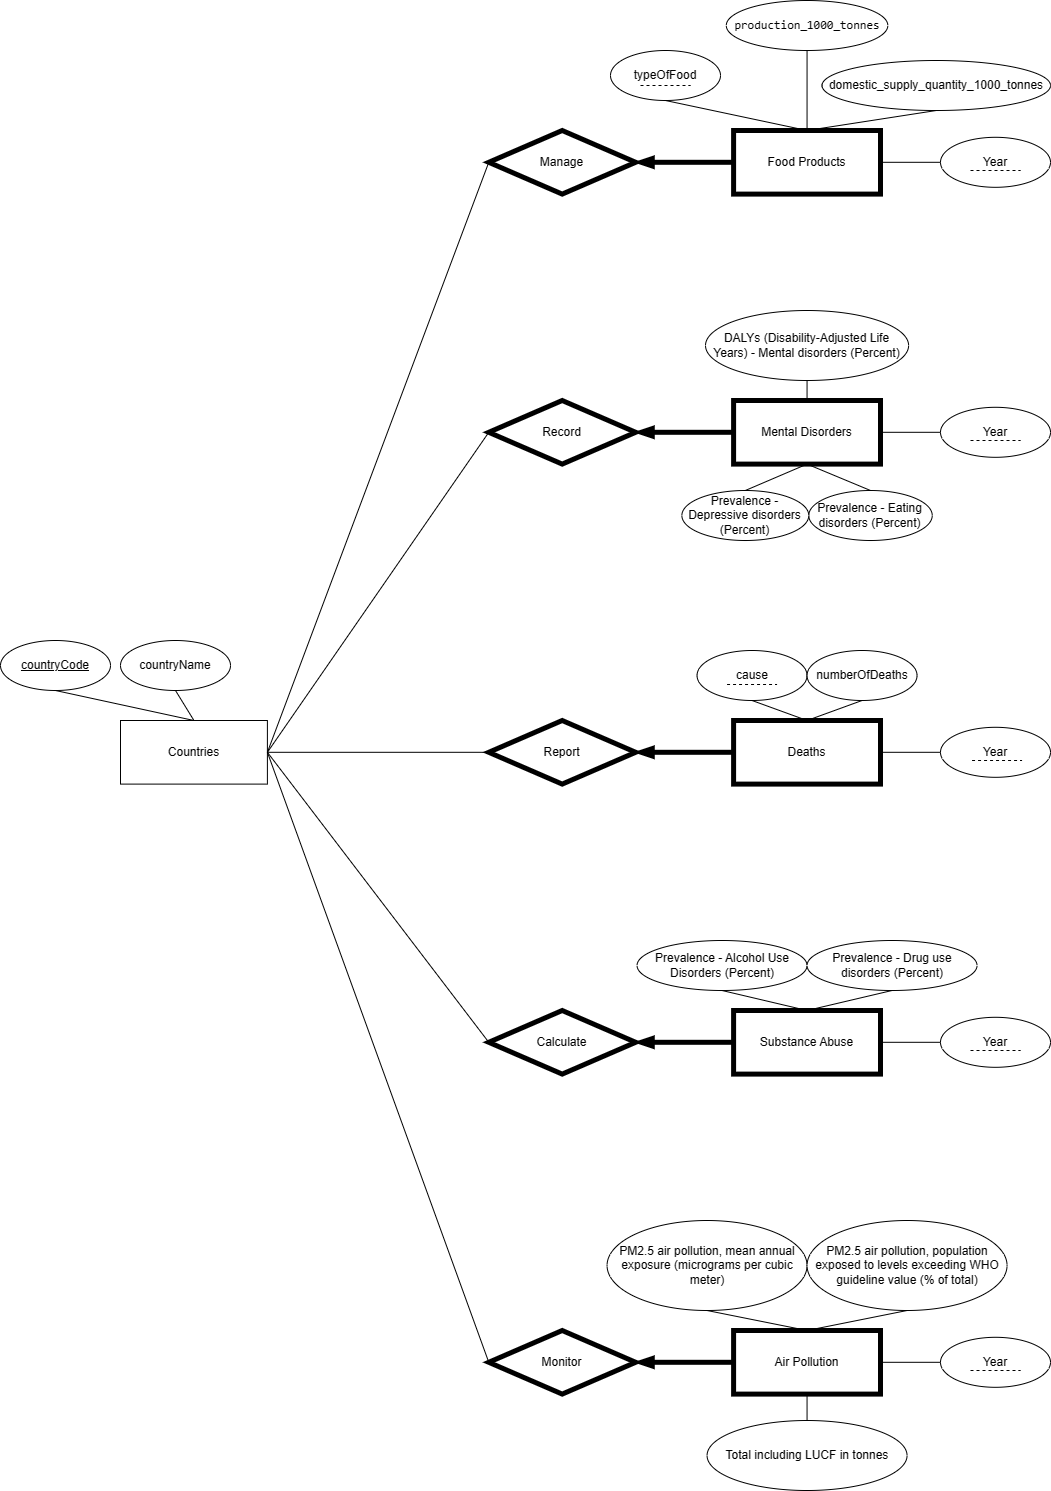 production_1000_tonnes
typeOfFood
domestic_supply_quantity_1000_tonnes
Manage
Food Products
Year
DALYs (Disability-Adjusted Life
Years) - Mental disorders (Percent)
Record
Mental Disorders
Year
Prevalence -
Depressive disorders
(Percent)
Prevalence - Eating
disorders (Percent)
countryCode
countryName
cause
numberOfDeaths
Countries
Report
Deaths
Year
Prevalence - Alcohol Use
Disorders (Percent)
Prevalence - Drug use
disorders (Percent)
Calculate
Substance Abuse
Year
PM2.5 air pollution, mean annual
exposure (micrograms per cubic
meter)
PM2.5 air pollution, population
exposed to levels exceeding WHO
guideline value (% of total)
Monitor
Air Pollution
Year
Total including LUCF in tonnes